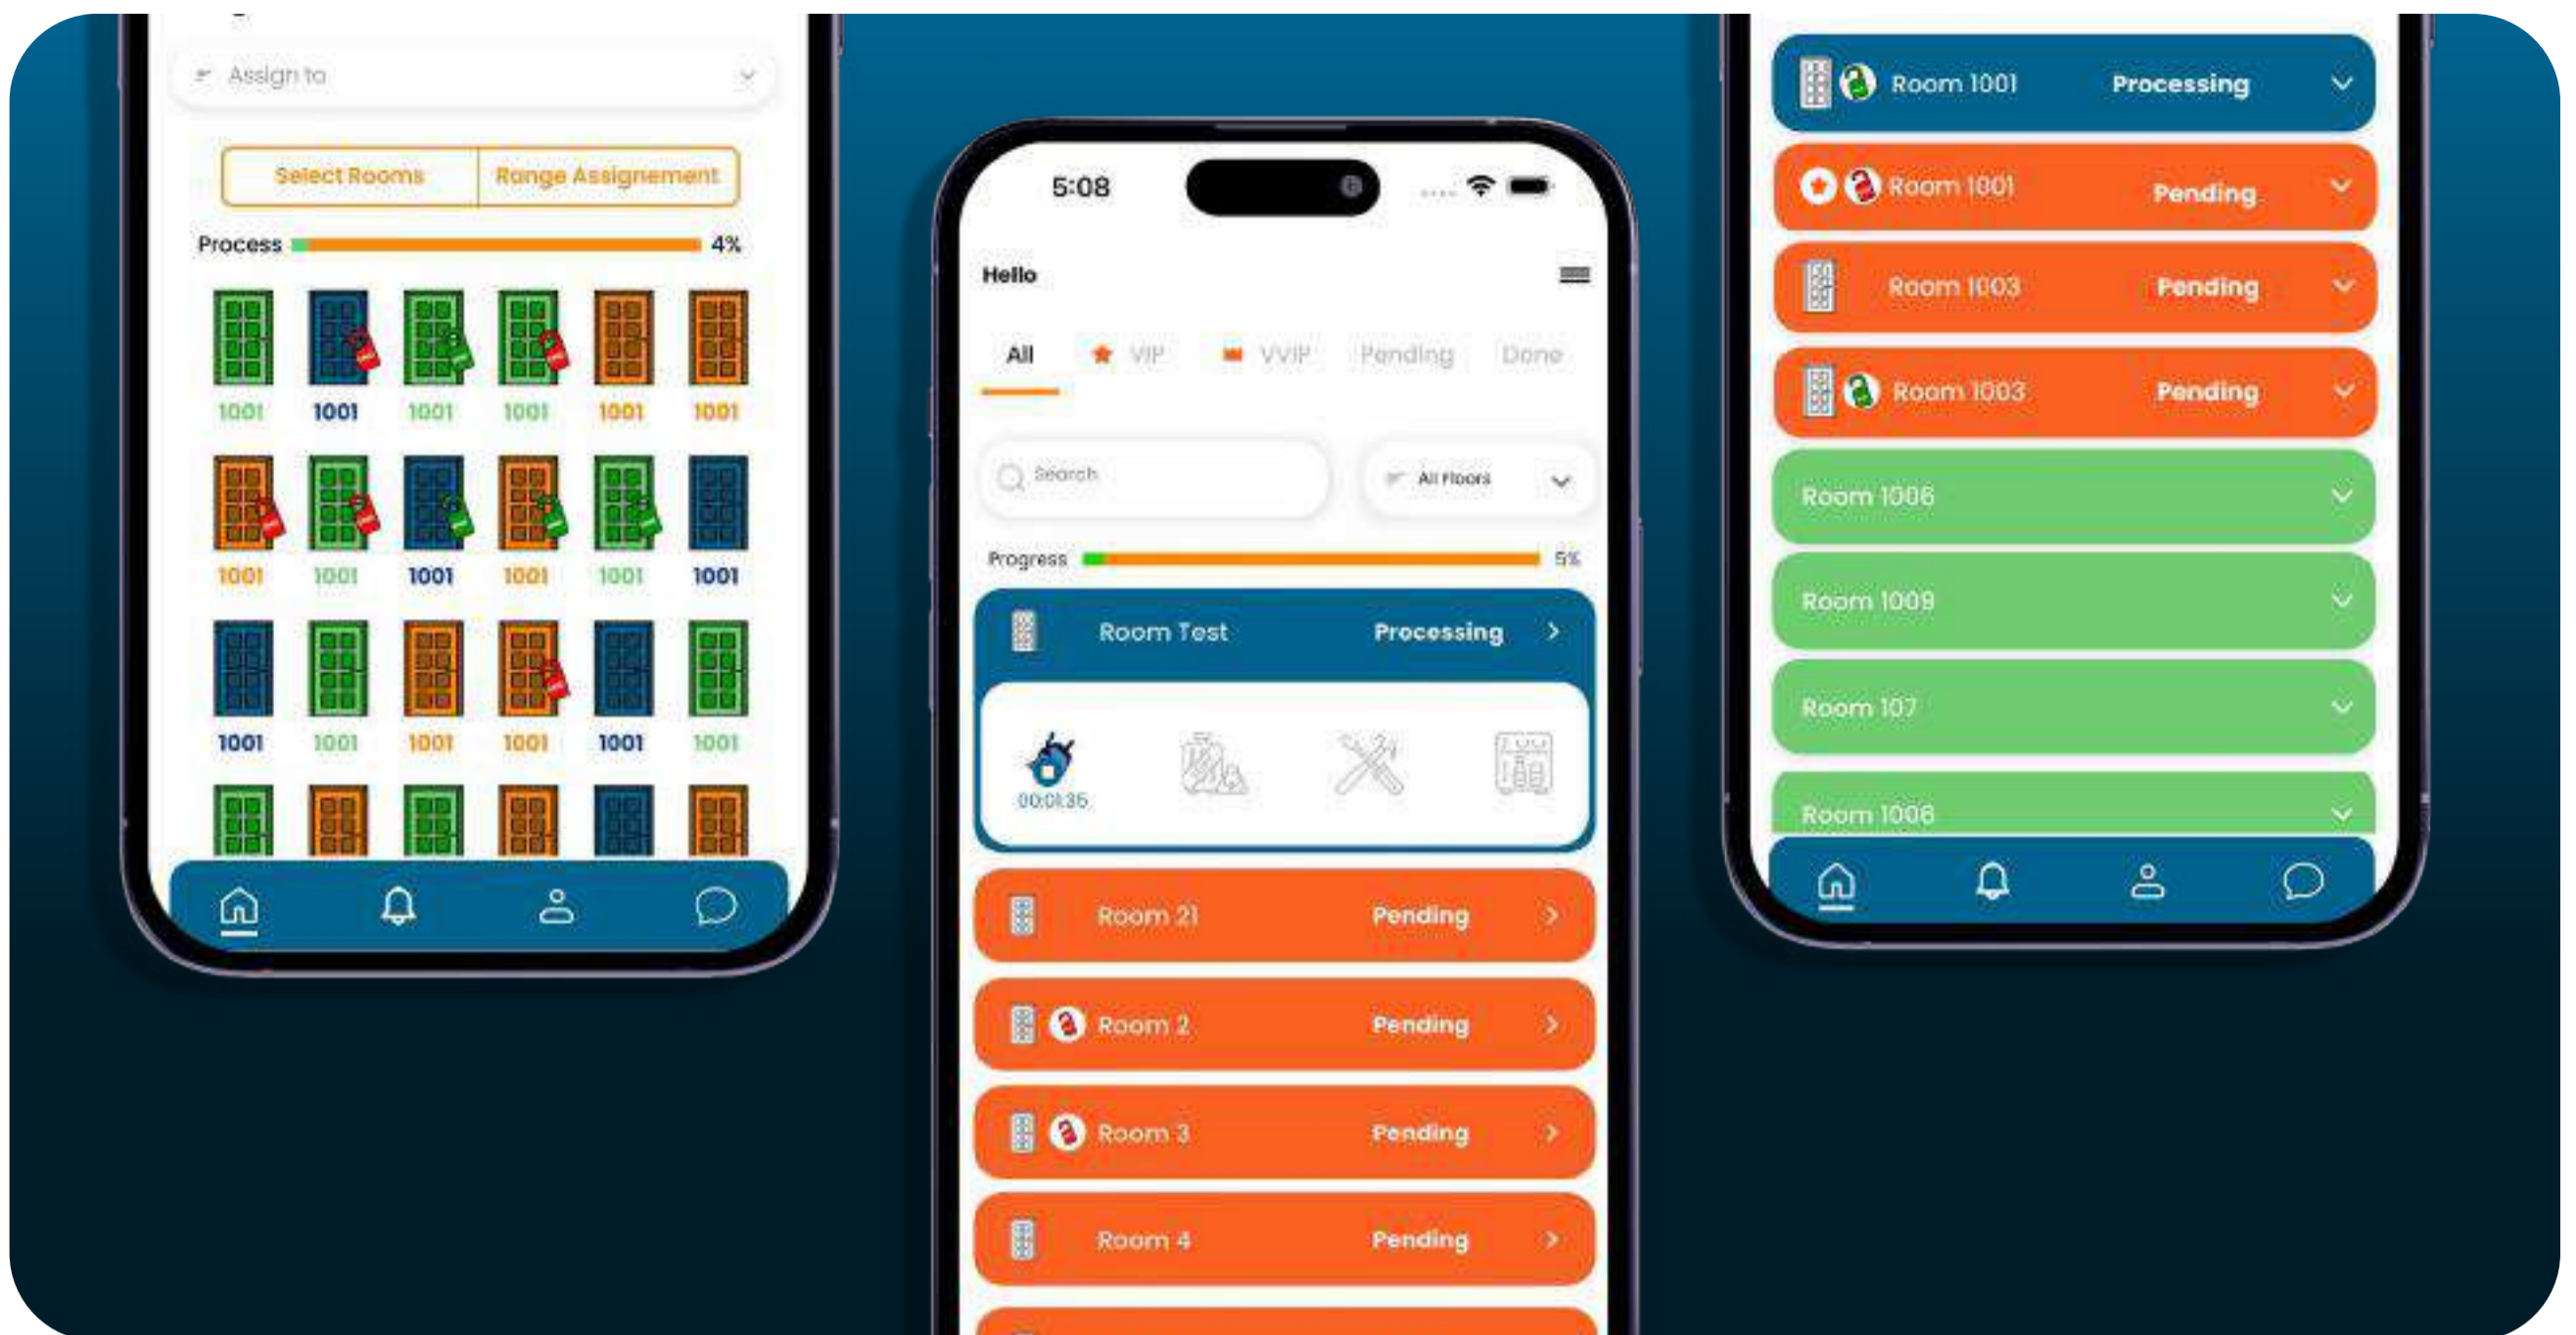 Assign to
Select Rooms
Range Assignement
Process 4%
1001 1001 1001 1001 1001 1001
1001 1001 1001 1001 1001 1001
1001 1001 1001 1001 1001 1001
5:08
Hello
All VIP VVIP Pending Done
Search
All Floors
Progress 5%
Room Test Processing
00:01:35
Room 21 Pending
Room 2 Pending
Room 3 Pending
Room 4 Pending
Room 1001 Processing
Room 1001 Pending
Room 1003 Pending
Room 1003 Pending
Room 1006
Room 1009
Room 107
Room 1006